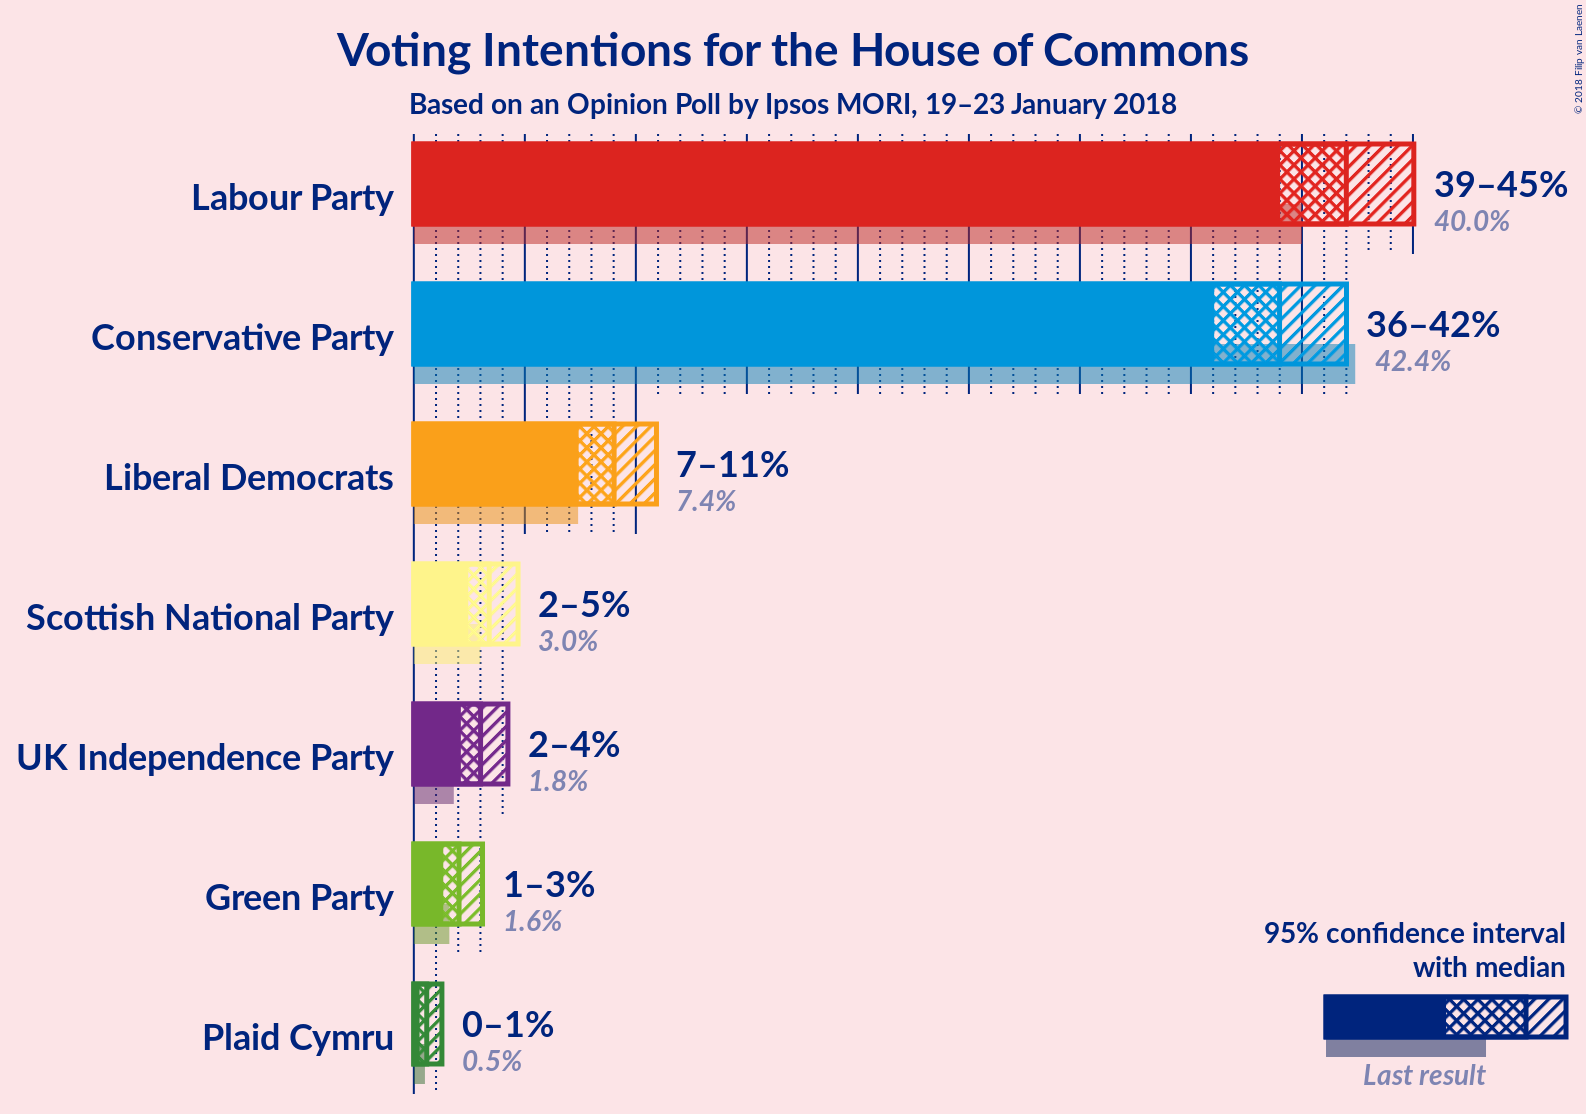 Voting Intentions for the House of Commons
Based on an Opinion Poll by Ipsos MORI, 19–23 January 2018
© 2018 Filip van Laenen
Labour Party
39–45%
40.0%
Conservative Party
36–42%
42.4%
Liberal Democrats
7–11%
7.4%
Scottish National Party
2–5%
3.0%
UK Independence Party
2–4%
1.8%
Green Party
1–3%
1.6%
Plaid Cymru
0–1%
0.5%
95% confidence interval
with median
Last result